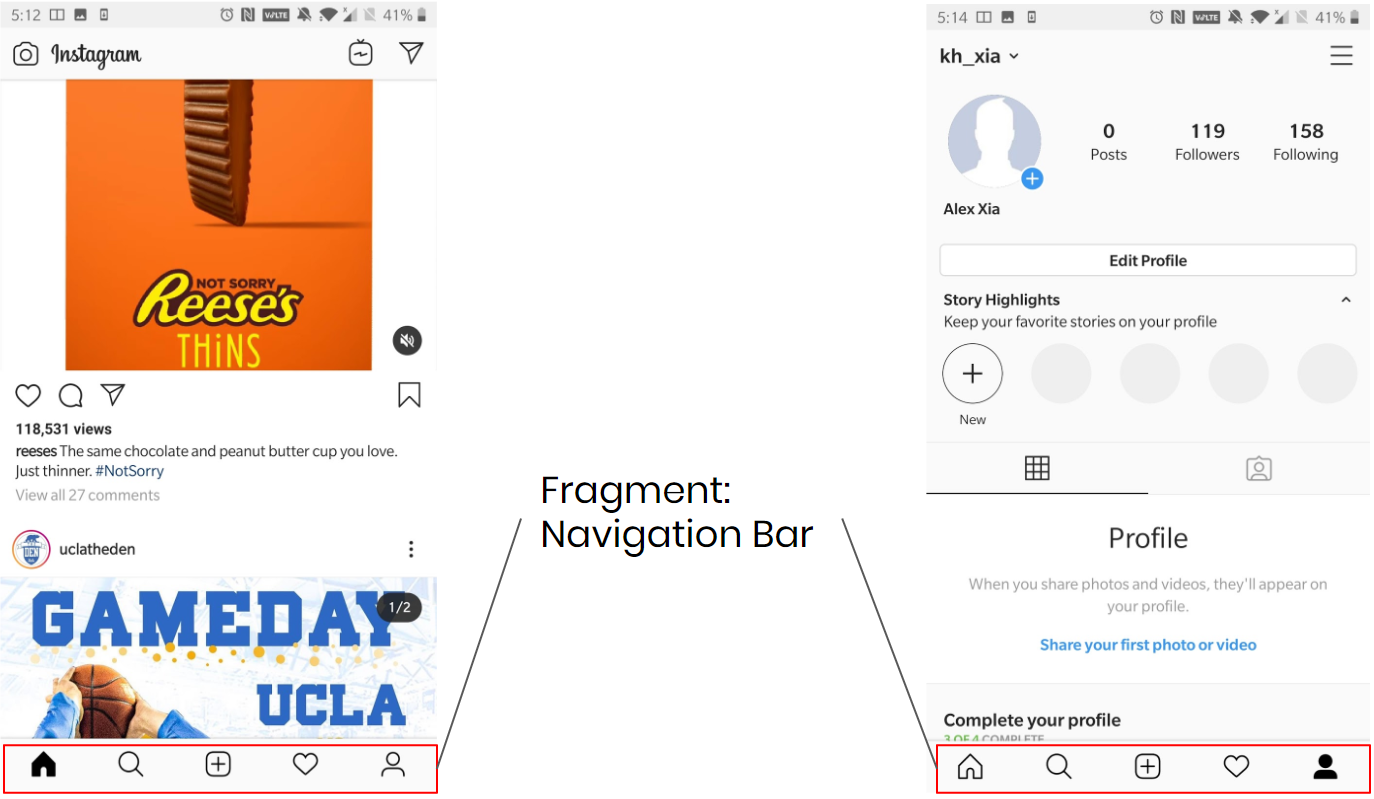 5:12
VoLTE
41%
Instagram
NOT SORRY
Reese's
THiNS
118,531 views
reeses The same chocolate and peanut butter cup you love.
Just thinner. #NotSorry
View all 27 comments
uclatheden
GAMEDAY
1/2
UCLA
Fragment:
Navigation Bar
5:14
VoLTE
41%
kh_xia
0
Posts
119
Followers
158
Following
Alex Xia
Edit Profile
Story Highlights
Keep your favorite stories on your profile
New
Profile
When you share photos and videos, they'll appear on
your profile.
Share your first photo or video
Complete your profile
3 OF 4 COMPLETE